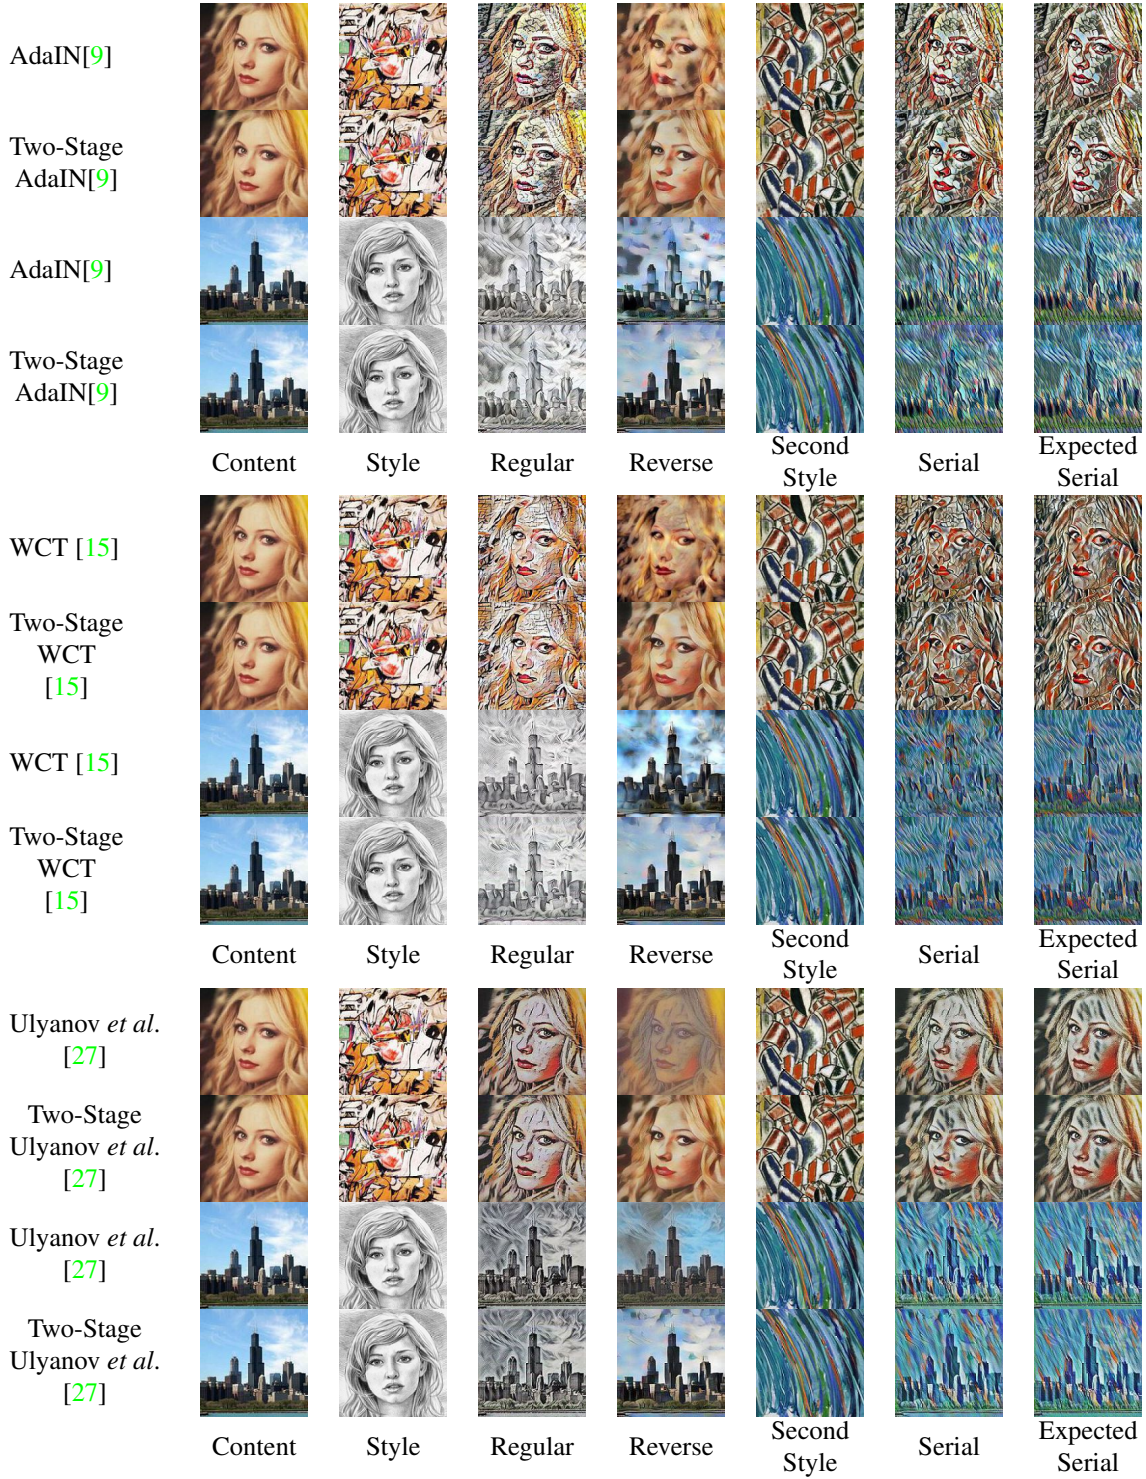 AdaIN[9]
Two-Stage
AdaIN[9]
AdaIN[9]
Two-Stage
AdaIN[9]
Content Style Regular Reverse Second Style Serial Expected Serial
WCT [15]
Two-Stage
WCT
[15]
WCT [15]
Two-Stage
WCT
[15]
Content Style Regular Reverse Second Style Serial Expected Serial
Ulyanov et al.
[27]
Two-Stage
Ulyanov et al.
[27]
Ulyanov et al.
[27]
Two-Stage
Ulyanov et al.
[27]
Content Style Regular Reverse Second Style Serial Expected Serial